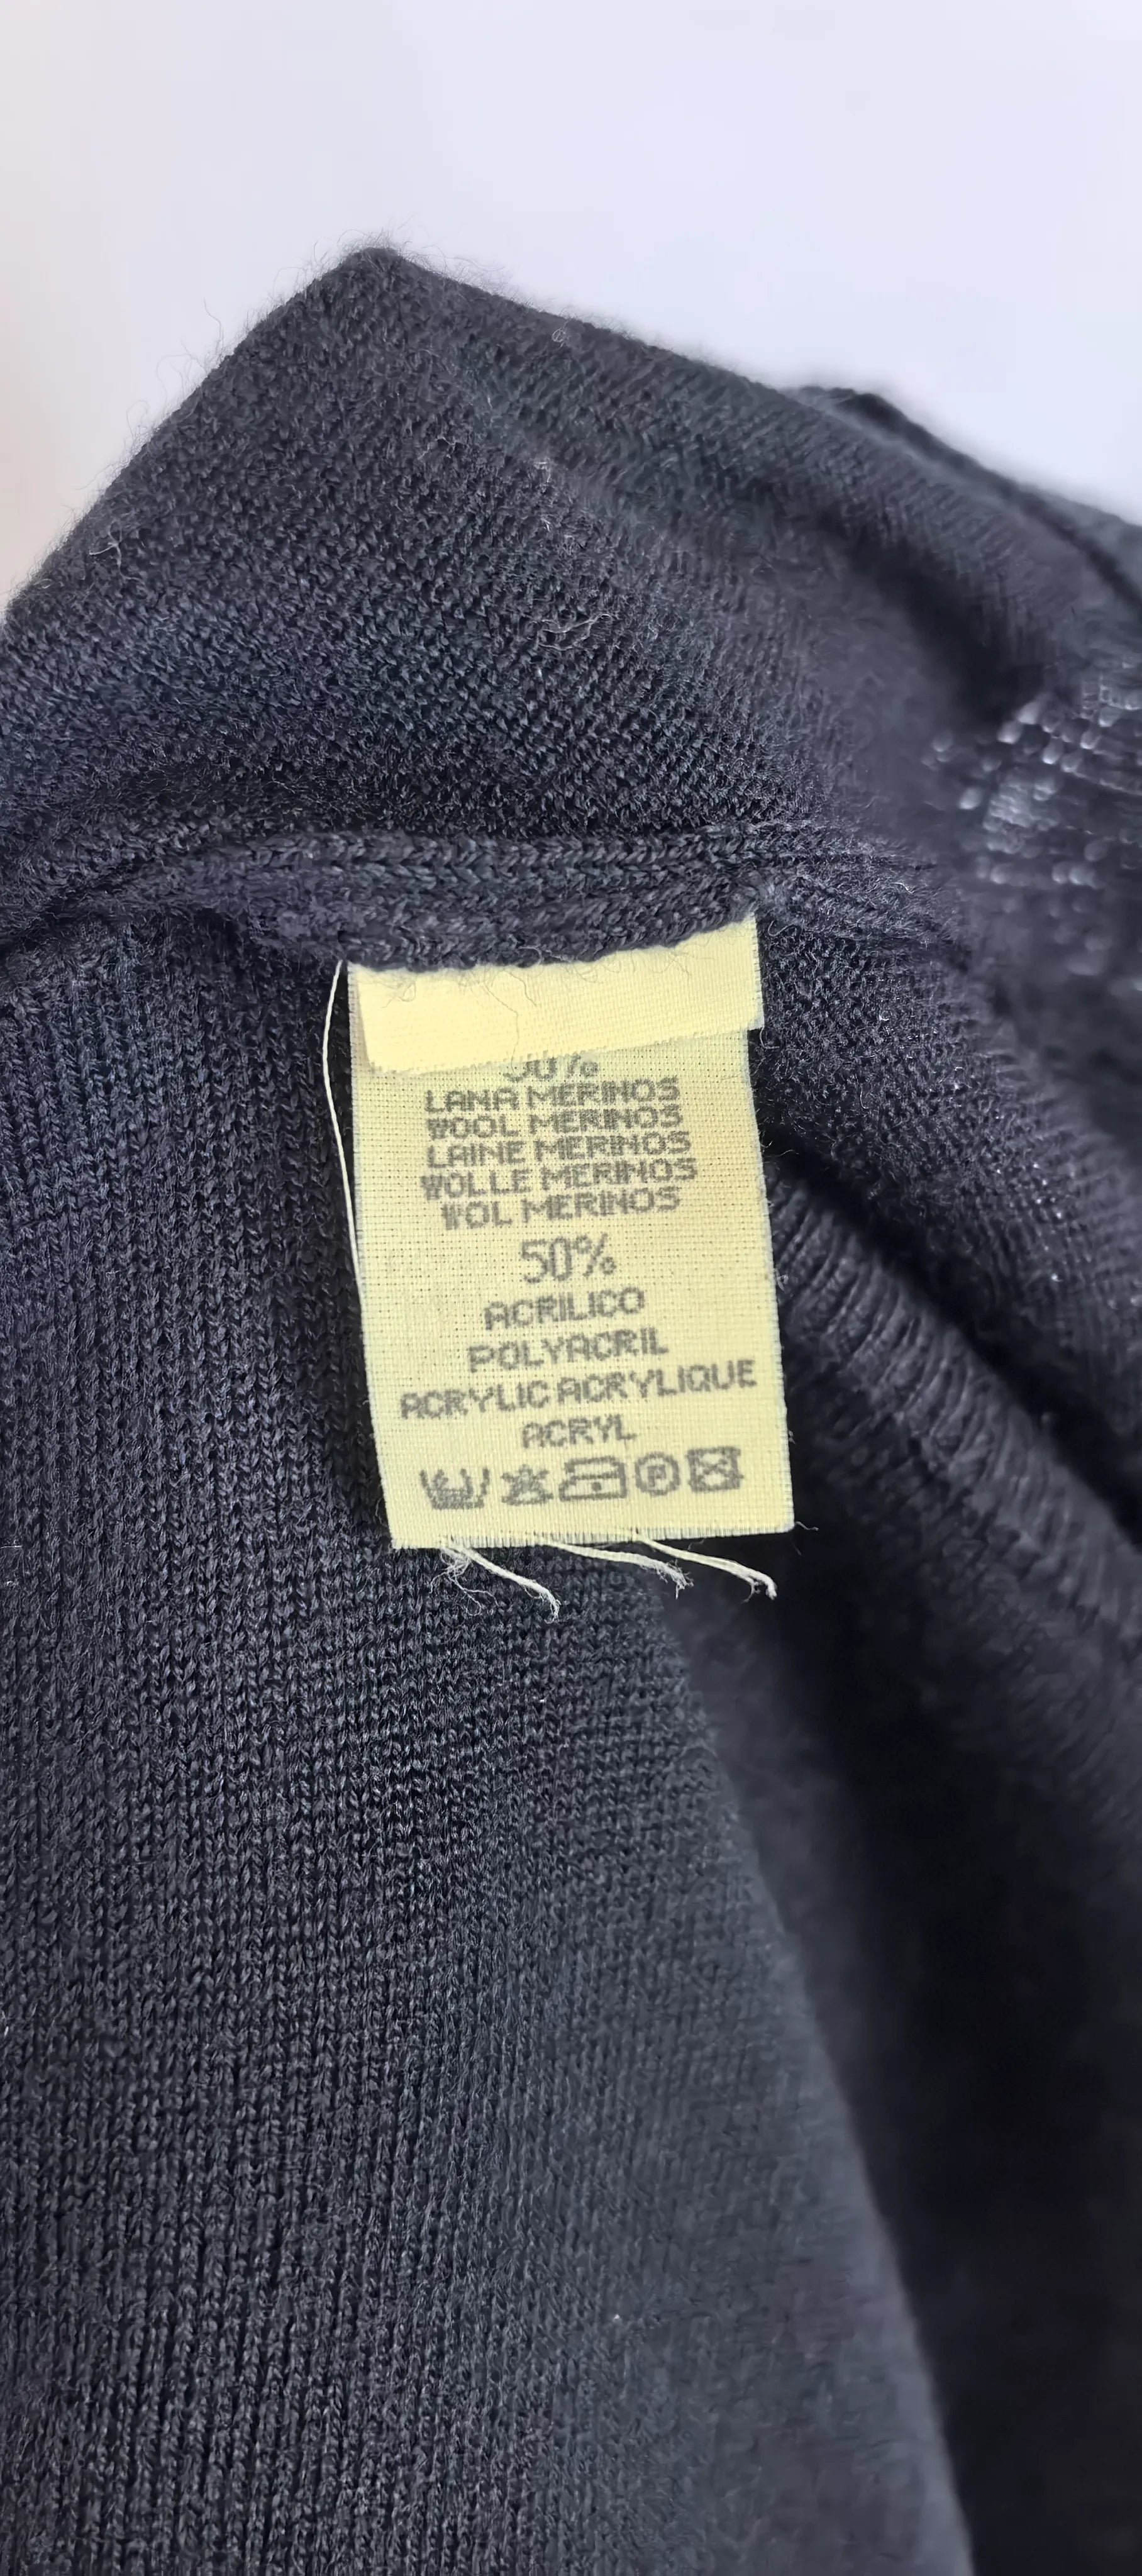 LANA MERINOS
WOOL MERINOS
LAINE MERINOS
WOLLE MERINOS
WOL MERINOS
50%
ACRILICO
POLYACRIL
ACRYLIC ACRYLIQUE
ACRYL
P